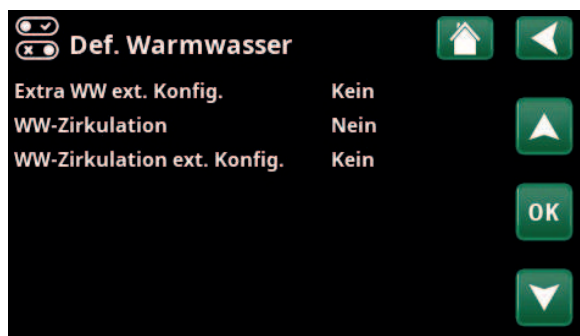 Def. Warmwasser
Extra WW ext. Konfig. Kein
WW-Zirkulation Nein
WW-Zirkulation ext. Konfig. Kein
OK